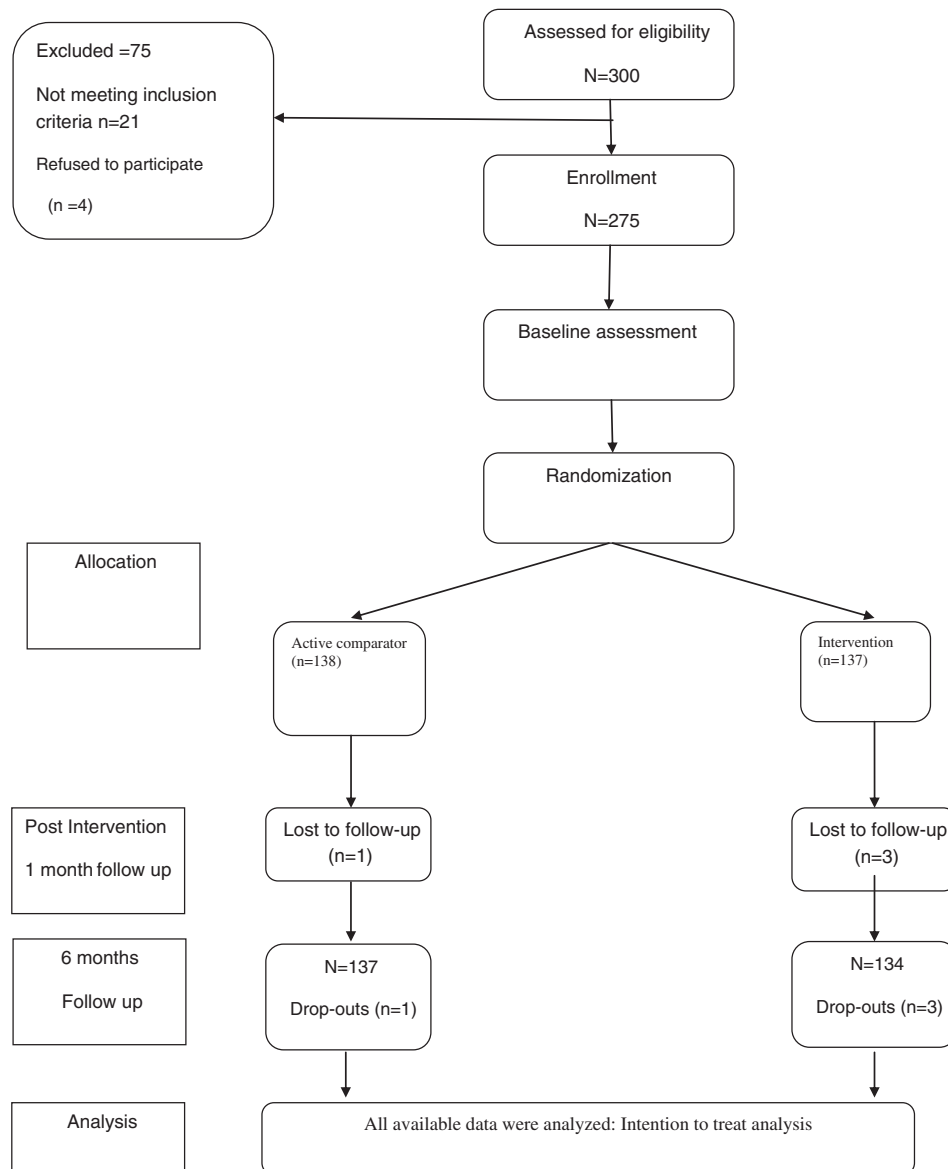 Assessed for eligibility
N=300
Excluded =75
Not meeting inclusion
criteria n=21
Refused to participate
(n =4)
Enrollment
N=275
Baseline assessment
Randomization
Allocation
Active comparator
(n=138)
Intervention
(n=137)
Post Intervention
1 month follow up
Lost to follow-up
(n=1)
Lost to follow-up
(n=3)
6 months
Follow up
N=137
Drop-outs (n=1)
N=134
Drop-outs (n=3)
Analysis
All available data were analyzed: Intention to treat analysis